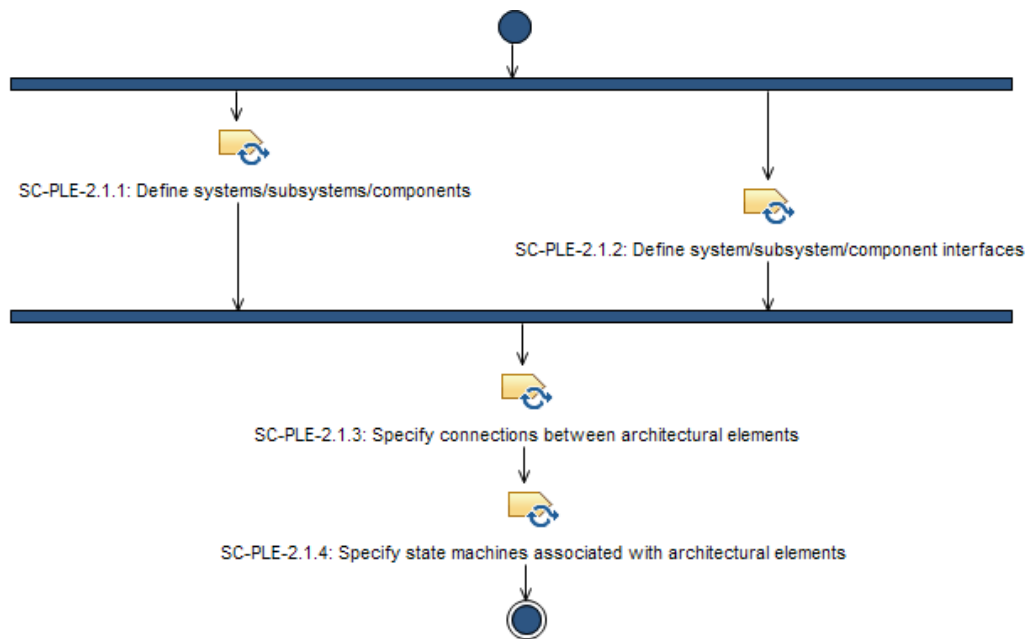 SC-PLE-2.1.1: Define systems/subsystems/components
SC-PLE-2.1.2: Define system/subsystem/component interfaces
SC-PLE-2.1.3: Specify connections between architectural elements
SC-PLE-2.1.4: Specify state machines associated with architectural elements